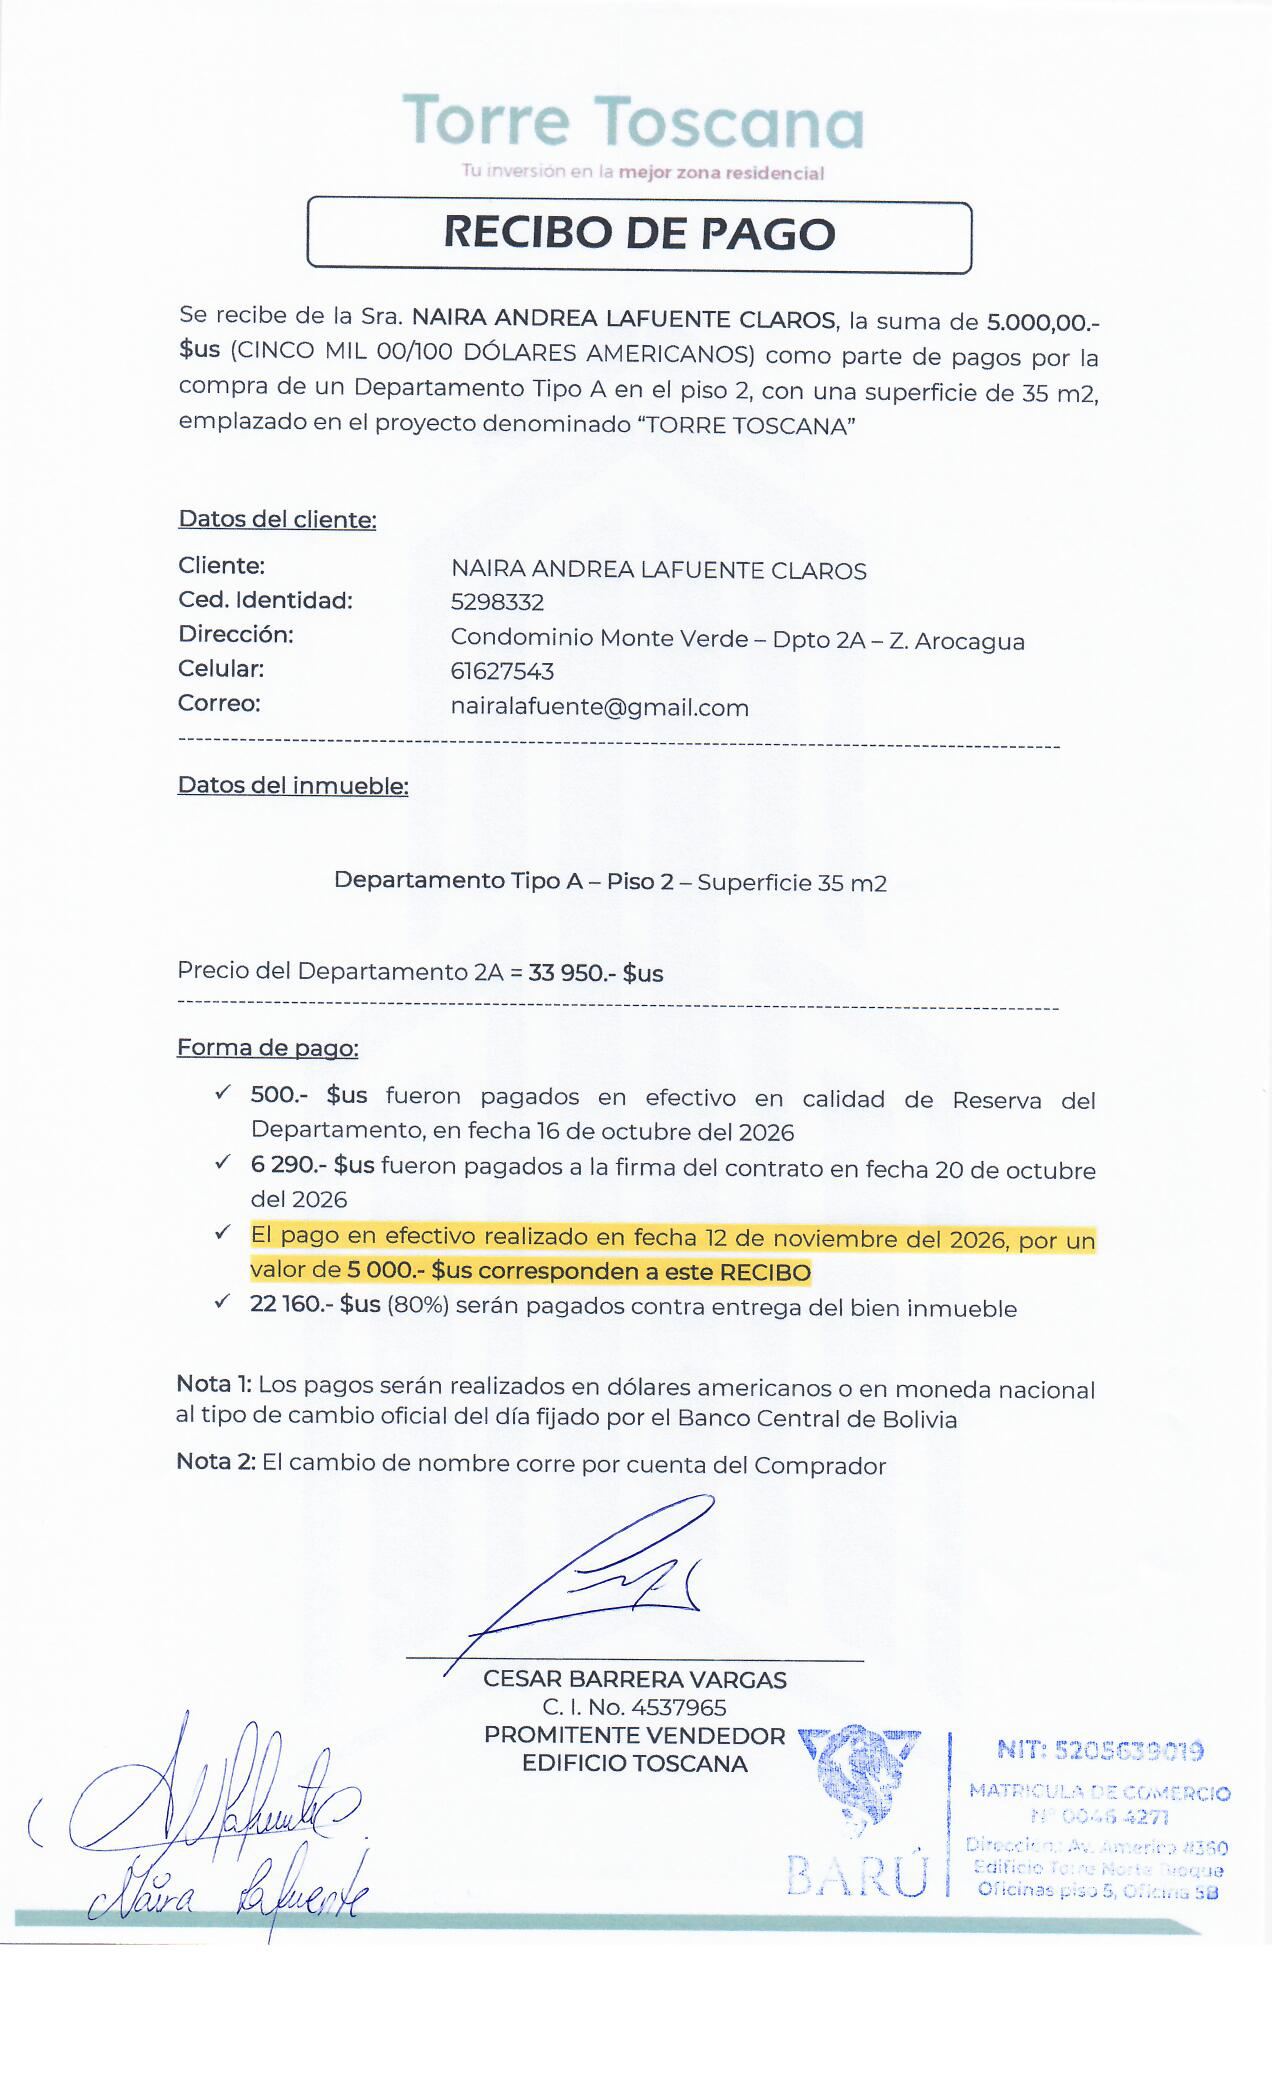 Torre Toscana
Tu inversión en la mejor zona residencial
RECIBO DE PAGO
Se recibe de la Sra. NAIRA ANDREA LAFUENTE CLAROS, la suma de 5.000,00.-
$us (CINCO MIL 00/100 DÓLARES AMERICANOS) como parte de pagos por la
compra de un Departamento Tipo A en el piso 2, con una superficie de 35 m2,
emplazado en el proyecto denominado “TORRE TOSCANA”
Datos del cliente:
Cliente: NAIRA ANDREA LAFUENTE CLAROS
Ced. Identidad: 5298332
Dirección: Condominio Monte Verde – Dpto 2A – Z. Arocagua
Celular: 61627543
Correo: nairalafuente@gmail.com
Datos del inmueble:
Departamento Tipo A – Piso 2 – Superficie 35 m2
Precio del Departamento 2A = 33 950.- $us
Forma de pago:
✓ 500.- $us fueron pagados en efectivo en calidad de Reserva del
Departamento, en fecha 16 de octubre del 2026
✓ 6 290.- $us fueron pagados a la firma del contrato en fecha 20 de octubre
del 2026
✓ El pago en efectivo realizado en fecha 12 de noviembre del 2026, por un
valor de 5 000.- $us corresponden a este RECIBO
✓ 22 160.- $us (80%) serán pagados contra entrega del bien inmueble
Nota 1: Los pagos serán realizados en dólares americanos o en moneda nacional
al tipo de cambio oficial del día fijado por el Banco Central de Bolivia
Nota 2: El cambio de nombre corre por cuenta del Comprador
CESAR BARRERA VARGAS
C. I. No. 4537965
PROMITENTE VENDEDOR
EDIFICIO TOSCANA
Naira Lafuente
BARÚ
NIT: 5205639019
MATRICULA DE COMERCIO
Nº 0046 4271
Direccion.: Av. America #360
Edificio Torre Norte
Oficinas piso 5, Oficina 5B